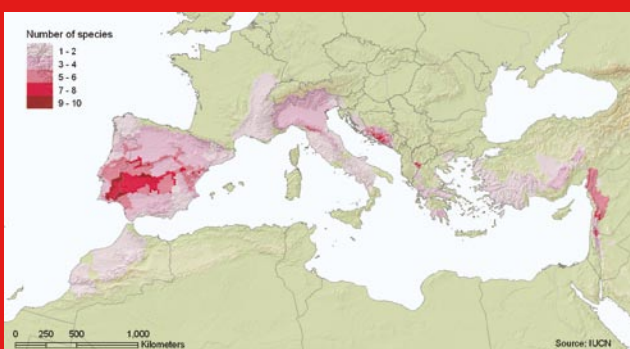 Number of species
1 - 2
3 - 4
5 - 6
7 - 8
9 - 10
0 250 500 1,000
Kilometers
Source: IUCN